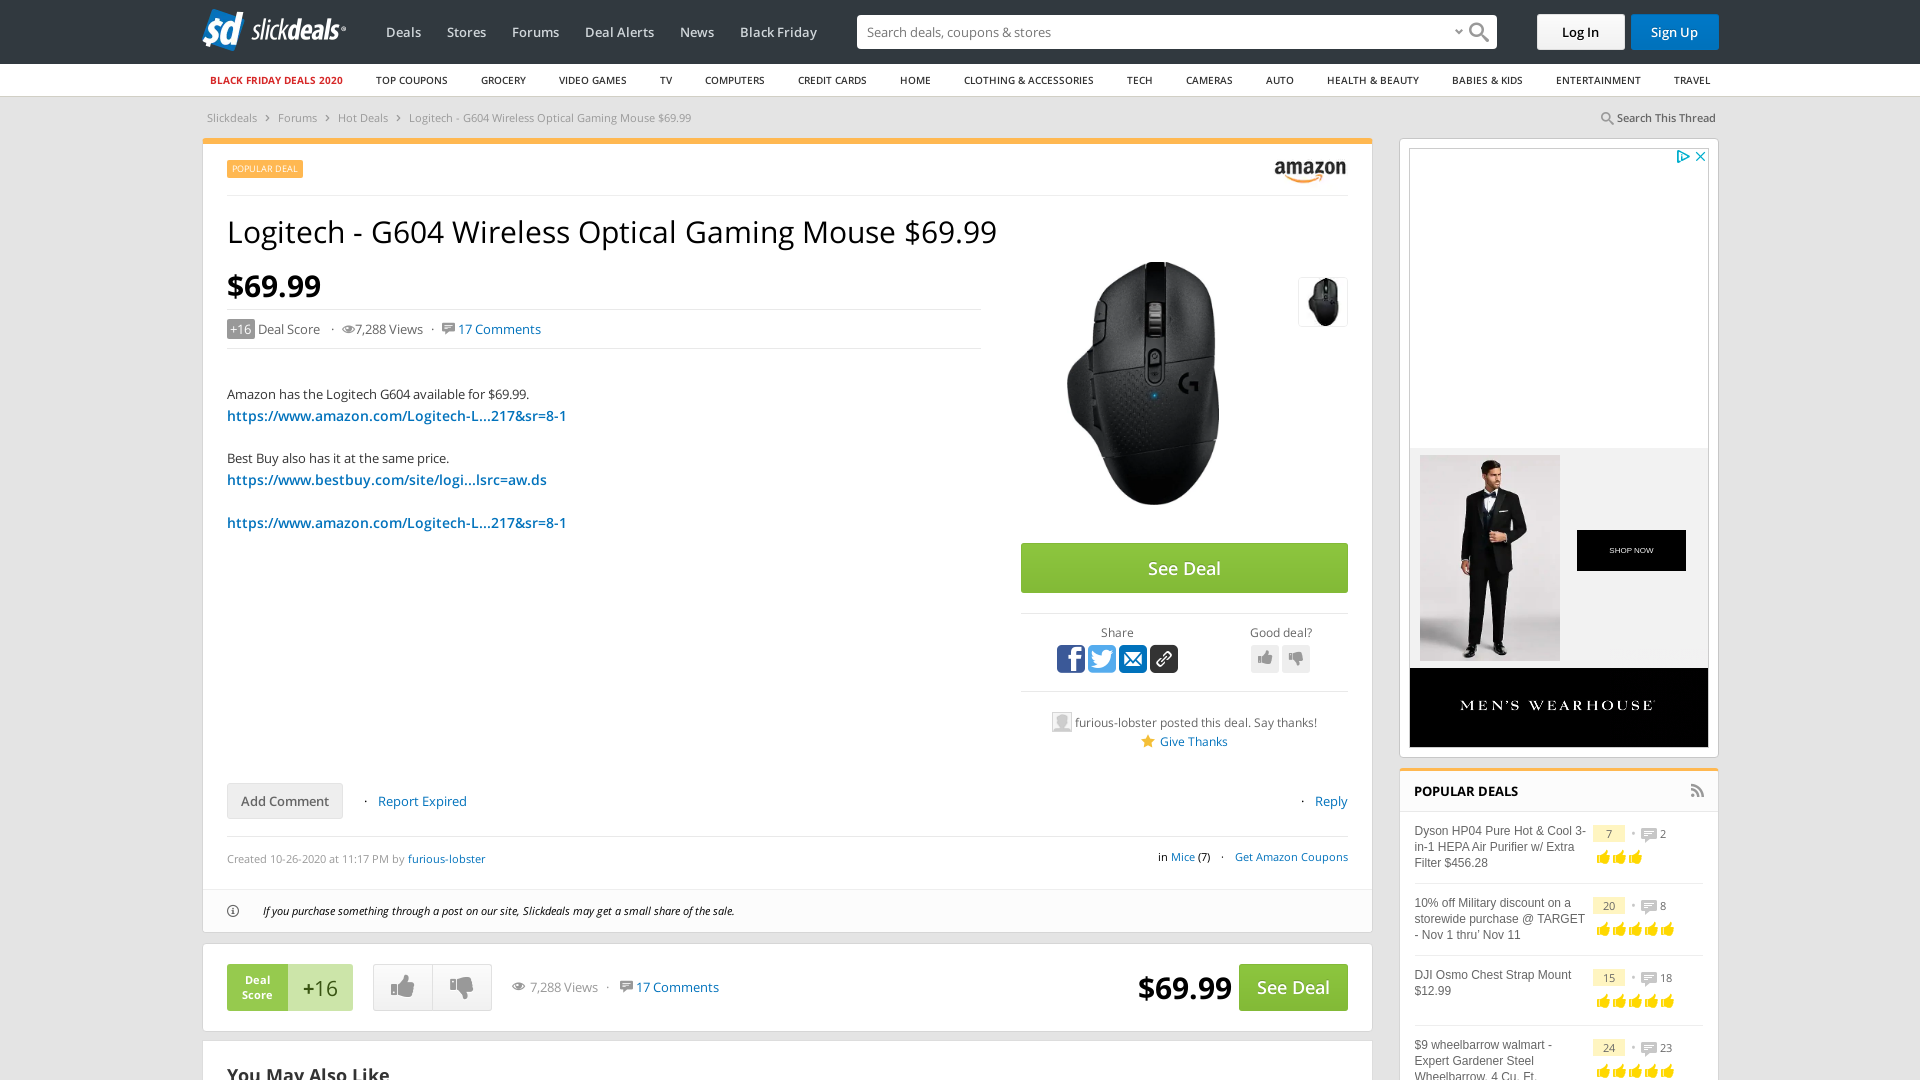 sd slickdeals
Deals
Stores
Forums
Deal Alerts
News
Black Friday
Search deals, coupons & stores
Log In
Sign Up
BLACK FRIDAY DEALS 2020
TOP COUPONS
GROCERY
VIDEO GAMES
TV
COMPUTERS
CREDIT CARDS
HOME
CLOTHING & ACCESSORIES
TECH
CAMERAS
AUTO
HEALTH & BEAUTY
BABIES & KIDS
ENTERTAINMENT
TRAVEL
Slickdeals > Forums > Hot Deals > Logitech - G604 Wireless Optical Gaming Mouse $69.99
Search This Thread
POPULAR DEAL
amazon
Logitech - G604 Wireless Optical Gaming Mouse $69.99
$69.99
+16 Deal Score · 7,288 Views · 17 Comments
Amazon has the Logitech G604 available for $69.99.
https://www.amazon.com/Logitech-L...217&sr=8-1
Best Buy also has it at the same price.
https://www.bestbuy.com/site/logi...lsrc=aw.ds
https://www.amazon.com/Logitech-L...217&sr=8-1
See Deal
Share
Good deal?
furious-lobster posted this deal. Say thanks!
Give Thanks
Add Comment · Report Expired
· Reply
Created 10-26-2020 at 11:17 PM by furious-lobster
in Mice (7) · Get Amazon Coupons
If you purchase something through a post on our site, Slickdeals may get a small share of the sale.
Deal
Score
+16
7,288 Views · 17 Comments
$69.99
See Deal
You May Also Like
SHOP NOW
MEN'S WEARHOUSE
POPULAR DEALS
Dyson HP04 Pure Hot & Cool 3-
in-1 HEPA Air Purifier w/ Extra
Filter $456.28
7 • 2
10% off Military discount on a
storewide purchase @ TARGET
- Nov 1 thru' Nov 11
20 • 8
DJI Osmo Chest Strap Mount
$12.99
15 • 18
$9 wheelbarrow walmart -
Expert Gardener Steel
Wheelbarrow, 4 Cu. Ft.
24 • 23